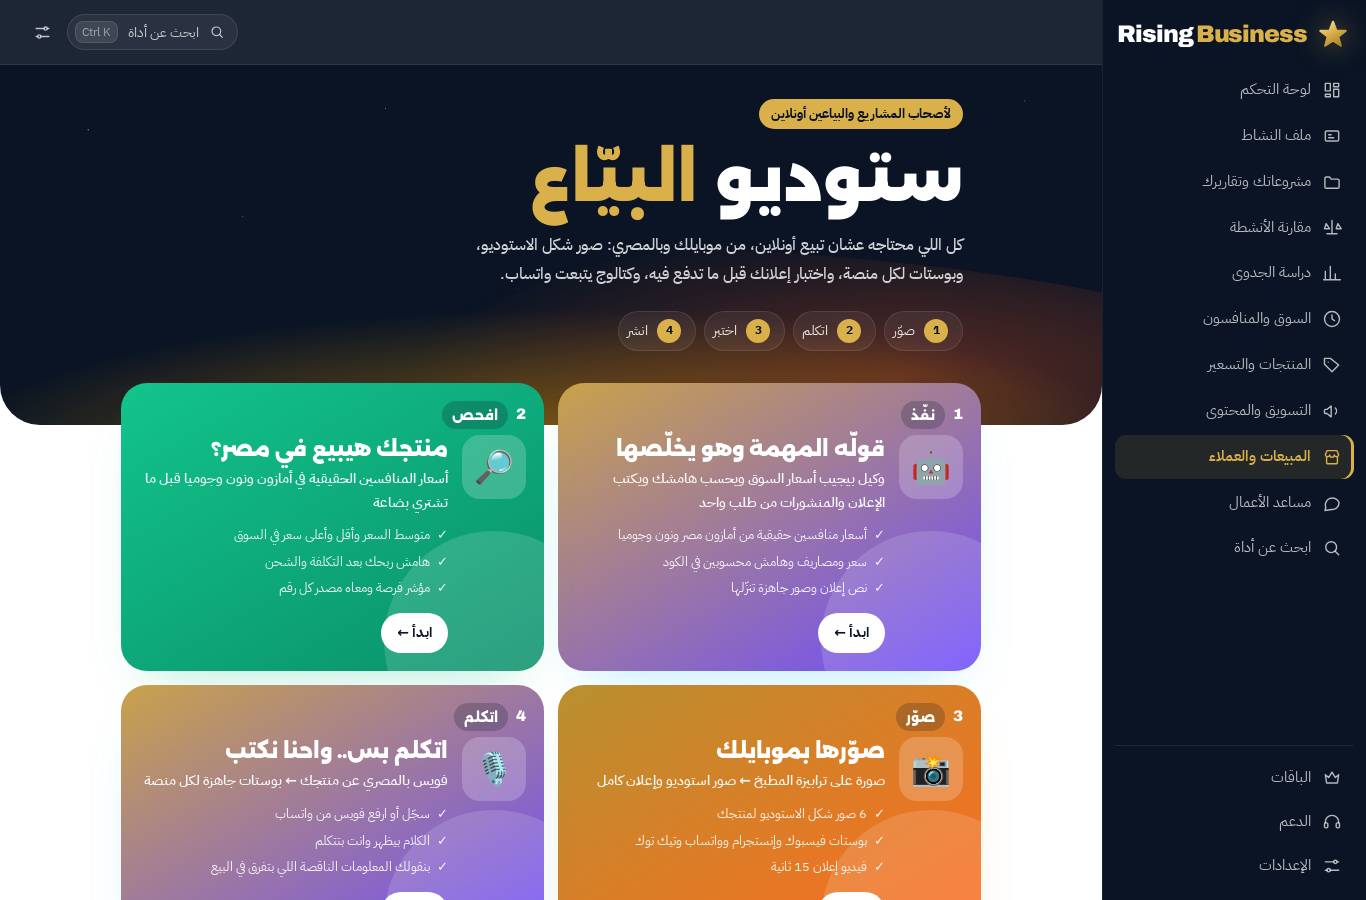 Rising Business
لوحة التحكم
ملف النشاط
مشروعاتك وتقاريرك
مقارنة الأنشطة
دراسة الجدوى
السوق والمنافسون
المنتجات والتسعير
التسويق والمحتوى
المبيعات والعملاء
مساعد الأعمال
ابحث عن أداة
الباقات
الدعم
الإعدادات
ابحث عن أداة Ctrl K
لأصحاب المشاريع والبياعين أونلاين
ستوديو البيّاع
كل اللي محتاجه عشان تبيع أونلاين، من موبايلك وبالمصري: صور شكل الاستوديو،
وبوستات لكل منصة، واختبار إعلانك قبل ما تدفع فيه، وكتالوج يتبعت واتساب.
1 صوّر
2 اتكلم
3 اختبر
4 انشر
1 نفّذ
قولّه المهمة وهو يخلّصها
وكيل بيجيب أسعار السوق ويحسب هامشك ويكتب
الإعلان والمنشورات من طلب واحد
✓ أسعار منافسين حقيقية من أمازون مصر ونون وجوميا
✓ سعر ومصاريف وهامش محسوبين في الكود
✓ نص إعلان وصور جاهزة تنزّلها
ابدأ ←
2 افحص
منتجك هيبيع في مصر؟
أسعار المنافسين الحقيقية في أمازون ونون وجوميا قبل ما
تشتري بضاعة
✓ متوسط السعر وأقل وأعلى سعر في السوق
✓ هامش ربحك بعد التكلفة والشحن
✓ مؤشر فرصة ومعاه مصدر كل رقم
ابدأ ←
3 صوّر
صوّرها بموبايلك
صورة على ترابيزة المطبخ ← صور استوديو وإعلان كامل
✓ 6 صور شكل الاستوديو لمنتجك
✓ بوستات فيسبوك وإنستجرام وواتساب وتيك توك
✓ فيديو إعلان 15 ثانية
4 اتكلم
اتكلم بس.. واحنا نكتب
ڤويس بالمصري عن منتجك ← بوستات جاهزة لكل منصة
✓ سجّل أو ارفع ڤويس من واتساب
✓ الكلام بيظهر وانت بتتكلم
✓ بنقولك المعلومات الناقصة اللي بتفرق في البيع